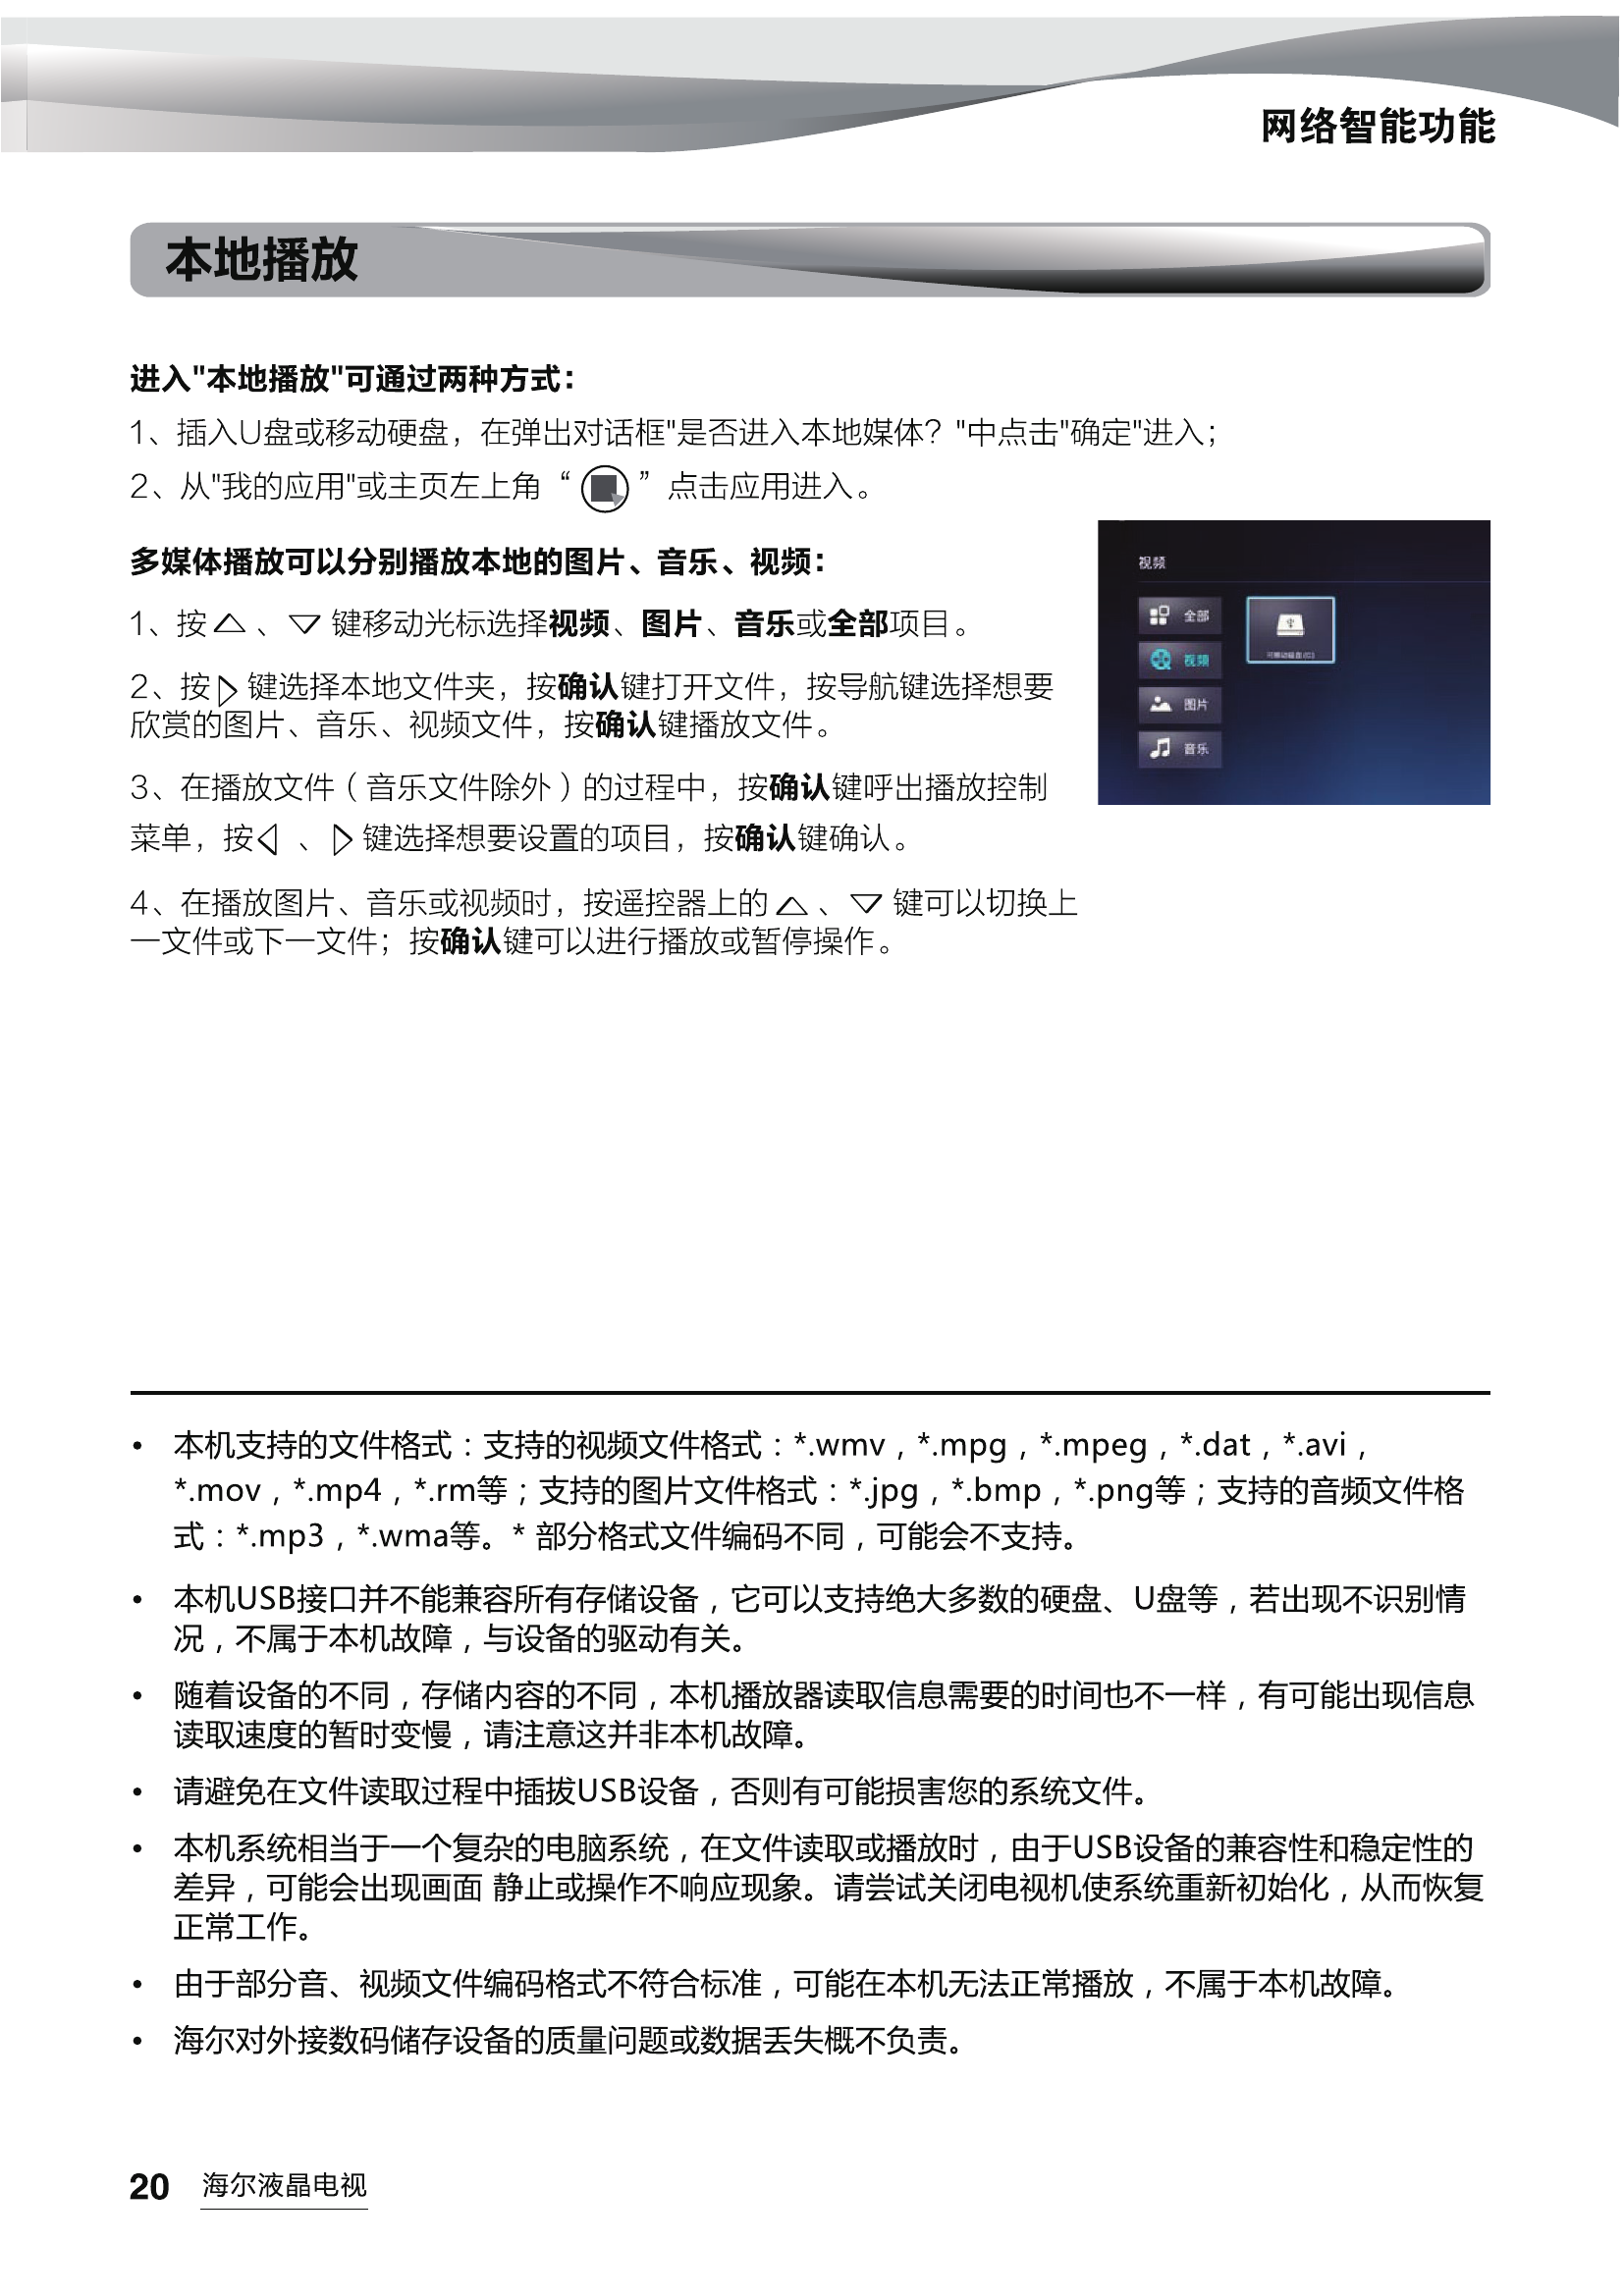 网络智能功能
本地播放
进入"本地播放"可通过两种方式：
1、插入U盘或移动硬盘，在弹出对话框"是否进入本地媒体？"中点击"确定"进入；
2、从"我的应用"或主页左上角“ ”点击应用进入。
多媒体播放可以分别播放本地的图片、音乐、视频：
1、按△、▽键移动光标选择视频、图片、音乐或全部项目。
2、按▷键选择本地文件夹，按确认键打开文件，按导航键选择想要
欣赏的图片、音乐、视频文件，按确认键播放文件。
3、在播放文件（音乐文件除外）的过程中，按确认键呼出播放控制
菜单，按◁、▷键选择想要设置的项目，按确认键确认。
4、在播放图片、音乐或视频时，按遥控器上的△、▽键可以切换上
一文件或下一文件；按确认键可以进行播放或暂停操作。
视频
全部
视频
图片
音乐
可移动磁盘(C)
• 本机支持的文件格式：支持的视频文件格式：*.wmv，*.mpg，*.mpeg，*.dat，*.avi，
*.mov，*.mp4，*.rm等；支持的图片文件格式：*.jpg，*.bmp，*.png等；支持的音频文件格
式：*.mp3，*.wma等。* 部分格式文件编码不同，可能会不支持。
• 本机USB接口并不能兼容所有存储设备，它可以支持绝大多数的硬盘、U盘等，若出现不识别情
况，不属于本机故障，与设备的驱动有关。
• 随着设备的不同，存储内容的不同，本机播放器读取信息需要的时间也不一样，有可能出现信息
读取速度的暂时变慢，请注意这并非本机故障。
• 请避免在文件读取过程中插拔USB设备，否则有可能损害您的系统文件。
• 本机系统相当于一个复杂的电脑系统，在文件读取或播放时，由于USB设备的兼容性和稳定性的
差异，可能会出现画面 静止或操作不响应现象。请尝试关闭电视机使系统重新初始化，从而恢复
正常工作。
• 由于部分音、视频文件编码格式不符合标准，可能在本机无法正常播放，不属于本机故障。
• 海尔对外接数码储存设备的质量问题或数据丢失概不负责。
20 海尔液晶电视